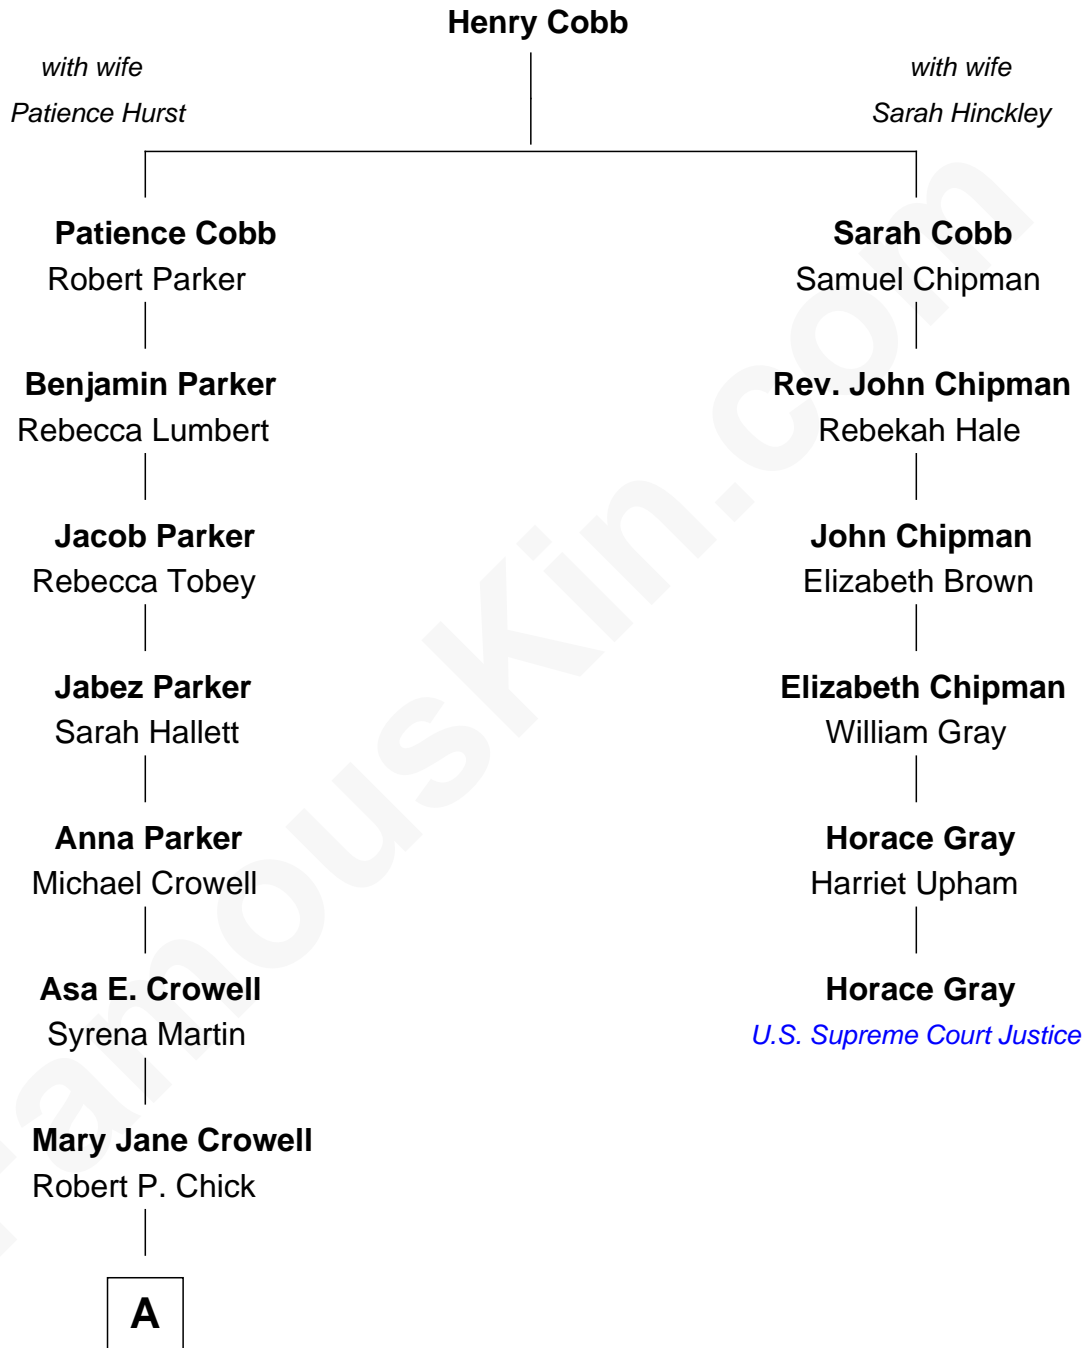 Henry Cobb
with wife
Patience Hurst
with wife
Sarah Hinckley
Patience Cobb
Robert Parker
Sarah Cobb
Samuel Chipman
Benjamin Parker
Rebecca Lumbert
Rev. John Chipman
Rebekah Hale
Jacob Parker
Rebecca Tobey
John Chipman
Elizabeth Brown
Jabez Parker
Sarah Hallett
Elizabeth Chipman
William Gray
Anna Parker
Michael Crowell
Horace Gray
Harriet Upham
Asa E. Crowell
Syrena Martin
Horace Gray
U.S. Supreme Court Justice
Mary Jane Crowell
Robert P. Chick
A
FamousKin.com